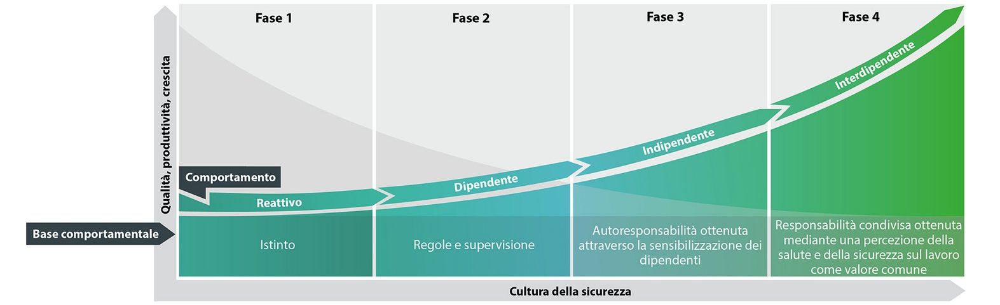 Fase 1
Fase 2
Fase 3
Fase 4
Qualità, produttività, crescita
Comportamento
Reattivo
Dipendente
Indipendente
Interdipendente
Base comportamentale
Istinto
Regole e supervisione
Autoresponsabilità ottenuta
attraverso la sensibilizzazione dei
dipendenti
Responsabilità condivisa ottenuta
mediante una percezione della
salute e della sicurezza sul lavoro
come valore comune
Cultura della sicurezza